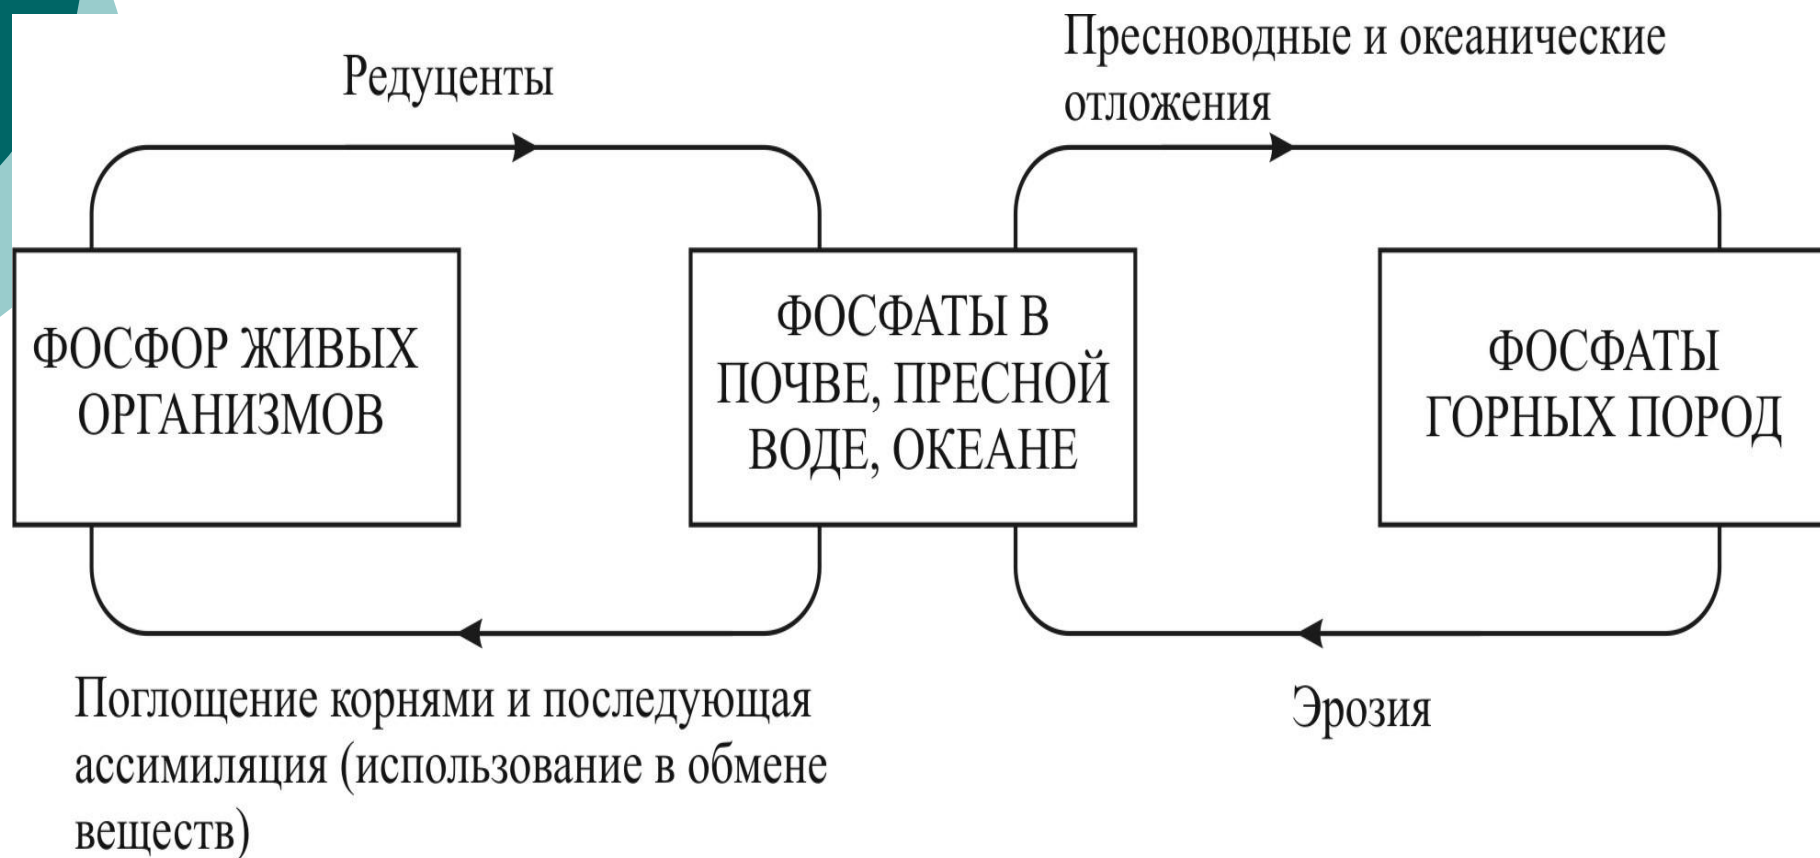 Редуценты
Пресноводные и океанические
отложения
ФОСФОР ЖИВЫХ
ОРГАНИЗМОВ
ФОСФАТЫ В
ПОЧВЕ, ПРЕСНОЙ
ВОДЕ, ОКЕАНЕ
ФОСФАТЫ
ГОРНЫХ ПОРОД
Поглощение корнями и последующая
ассимиляция (использование в обмене
веществ)
Эрозия